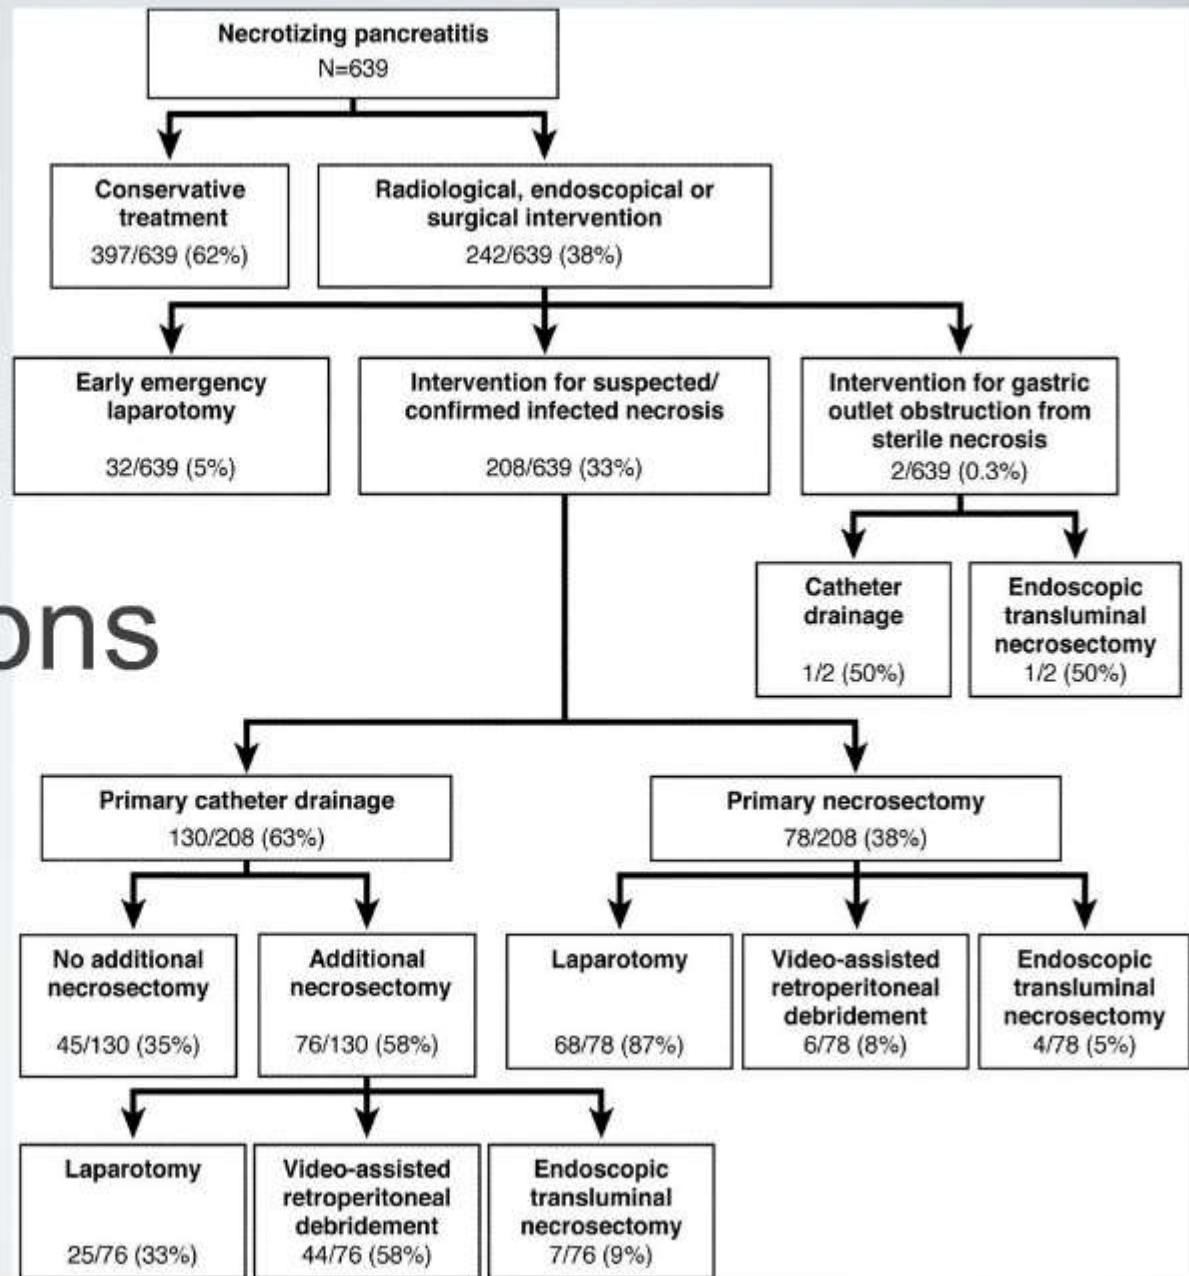 Necrotizing pancreatitis
N=639
Conservative
treatment
397/639 (62%)
Radiological, endoscopical or
surgical intervention
242/639 (38%)
Early emergency
laparotomy
32/639 (5%)
Intervention for suspected/
confirmed infected necrosis
208/639 (33%)
Intervention for gastric
outlet obstruction from
sterile necrosis
2/639 (0.3%)
Catheter
drainage
1/2 (50%)
Endoscopic
transluminal
necrosectomy
1/2 (50%)
ons
Primary catheter drainage
130/208 (63%)
Primary necrosectomy
78/208 (38%)
No additional
necrosectomy
45/130 (35%)
Additional
necrosectomy
76/130 (58%)
Laparotomy
68/78 (87%)
Video-assisted
retroperitoneal
debridement
6/78 (8%)
Endoscopic
transluminal
necrosectomy
4/78 (5%)
Laparotomy
25/76 (33%)
Video-assisted
retroperitoneal
debridement
44/76 (58%)
Endoscopic
transluminal
necrosectomy
7/76 (9%)